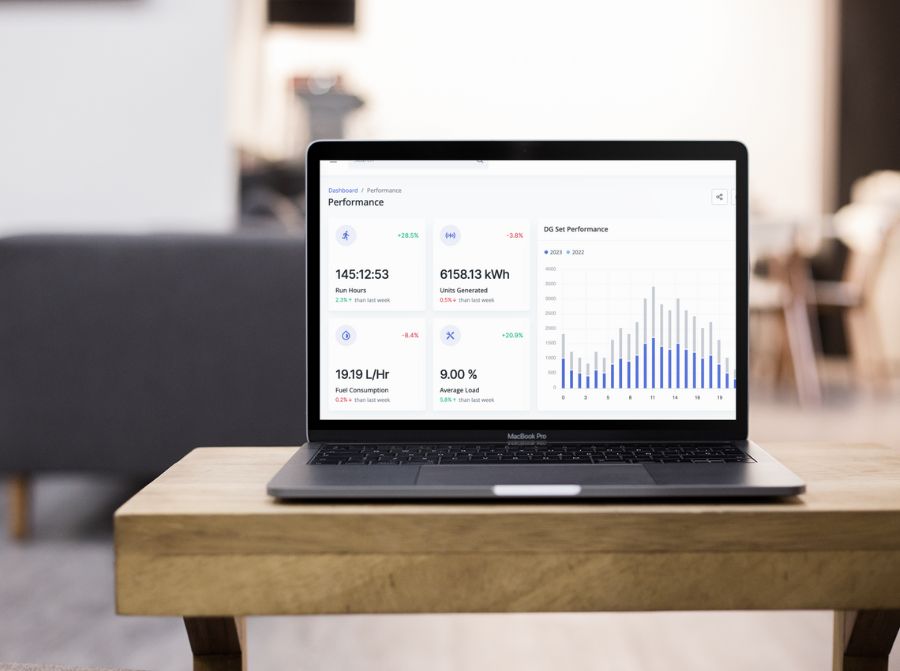 Dashboard / Performance
Performance
+28.5%
145:12:53
Run Hours
2.3% ↑ than last week
-3.8%
6158.13 kWh
Units Generated
0.5% ↓ than last week
-8.4%
19.19 L/Hr
Fuel Consumption
0.2% ↓ than last week
+20.9%
9.00 %
Average Load
5.8% ↑ than last week
DG Set Performance
2023 2022
4000
3500
3000
2500
2000
1500
1000
500
0
0 2 5 8 11 14 16 19
MacBook Pro